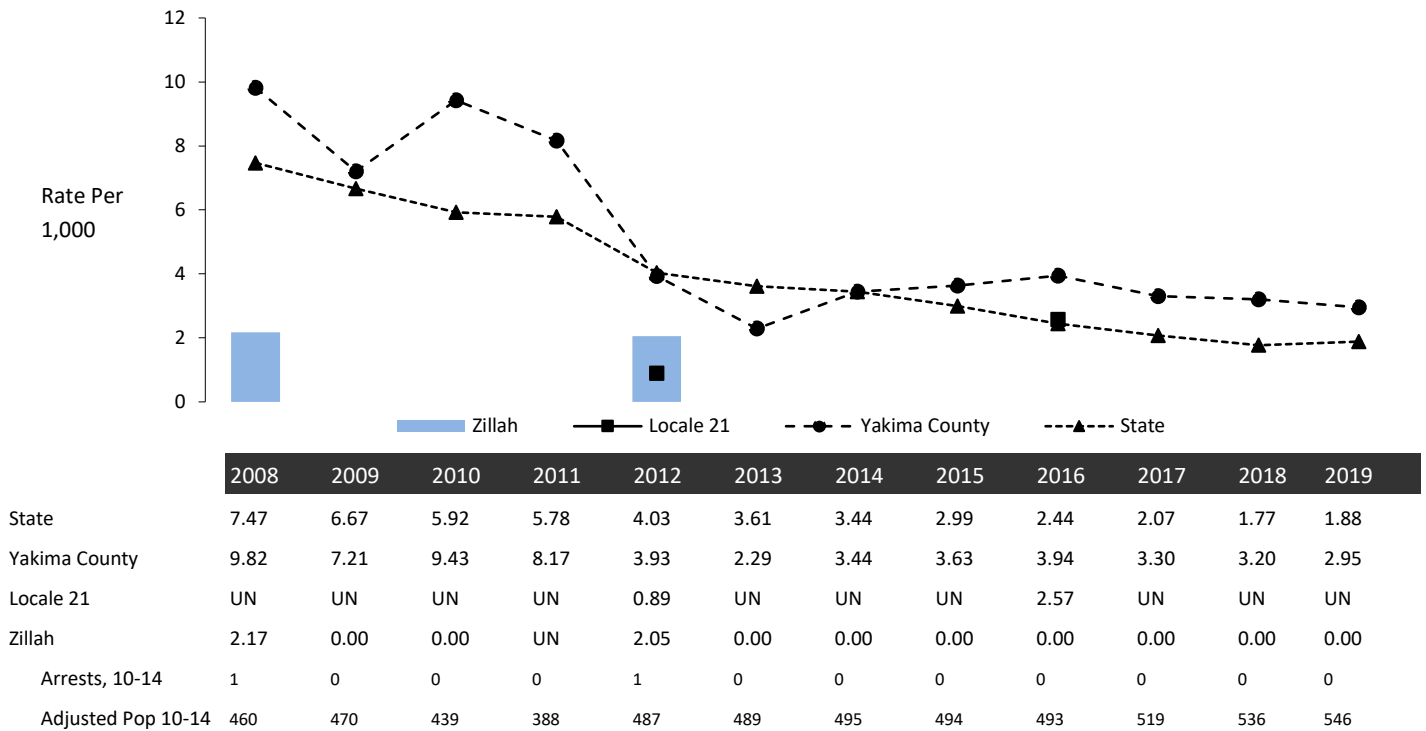 12
10
8
6
4
2
0
Rate Per
1,000
Zillah Locale 21 Yakima County State
2008 2009 2010 2011 2012 2013 2014 2015 2016 2017 2018 2019
State 7.47 6.67 5.92 5.78 4.03 3.61 3.44 2.99 2.44 2.07 1.77 1.88
Yakima County 9.82 7.21 9.43 8.17 3.93 2.29 3.44 3.63 3.94 3.30 3.20 2.95
Locale 21 UN UN UN UN 0.89 UN UN UN 2.57 UN UN UN
Zillah 2.17 0.00 0.00 UN 2.05 0.00 0.00 0.00 0.00 0.00 0.00 0.00
Arrests, 10-14 1 0 0 0 1 0 0 0 0 0 0 0
Adjusted Pop 10-14 460 470 439 388 487 489 495 494 493 519 536 546